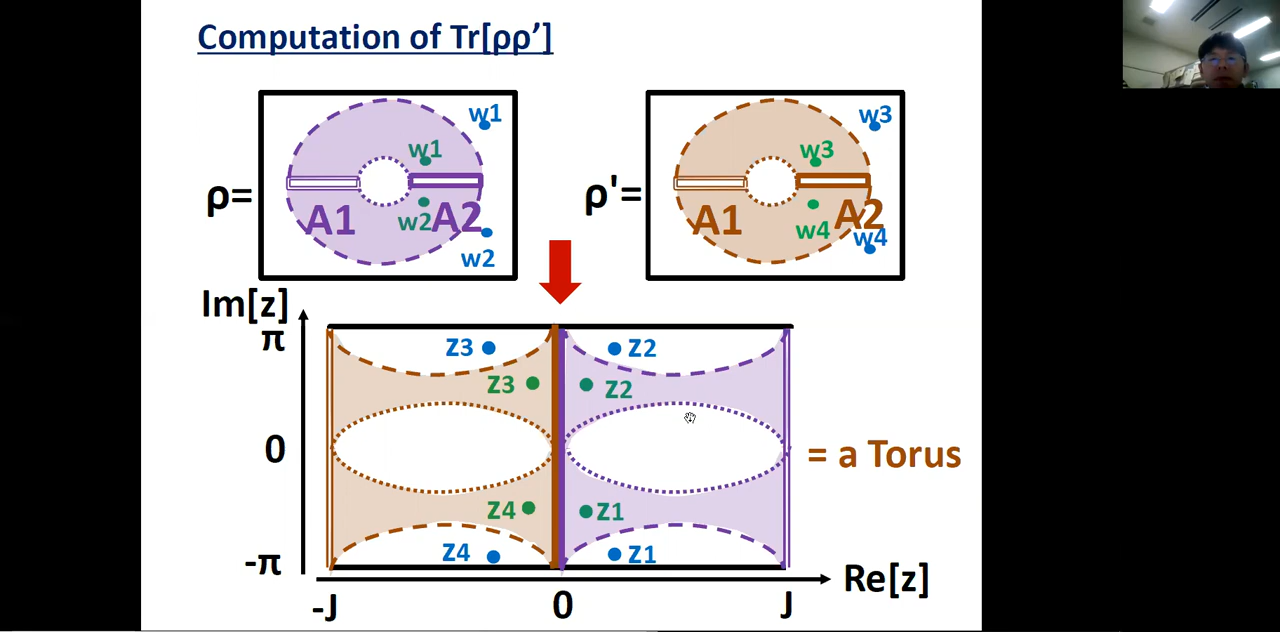 Computation of Tr[ρρ’]
ρ=
w1
w1
A1
w2
A2
w2
ρ'=
w3
w3
A1
w4
A2
w4
Im[z]
π
z3
z2
z3
z2
0
= a Torus
z4
z1
z4
z1
-π
Re[z]
-J
0
J